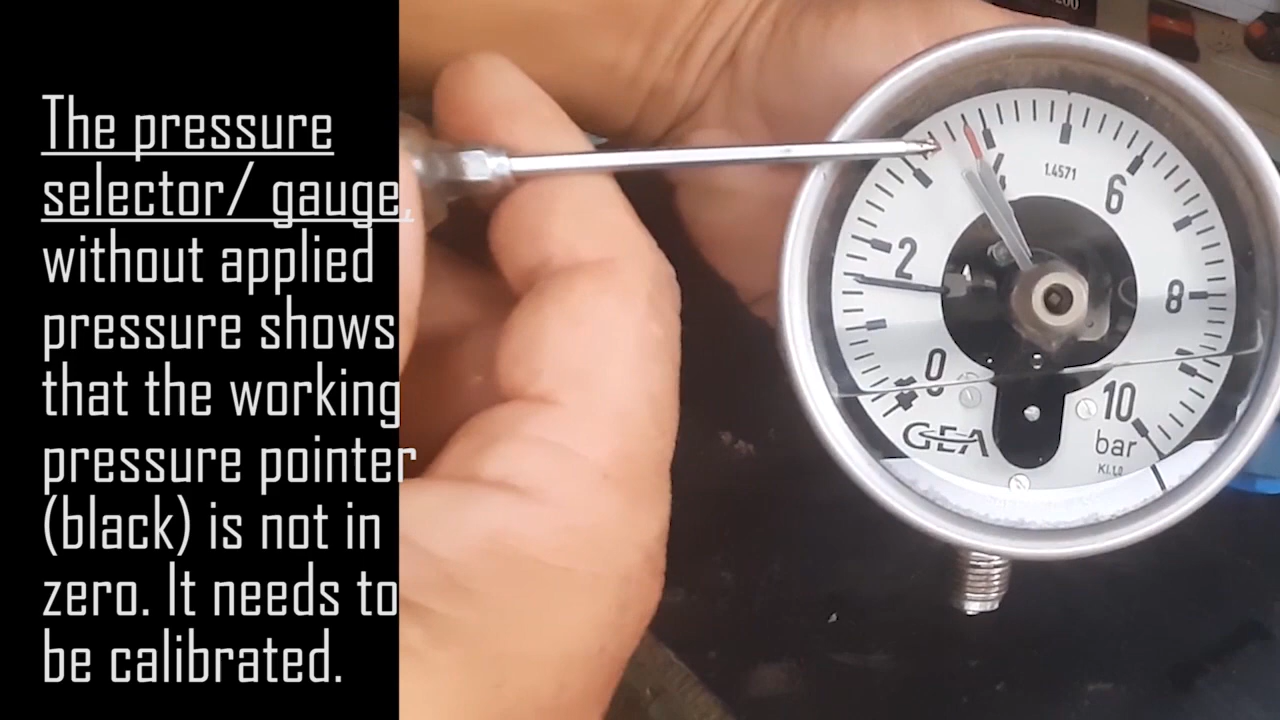 The pressure
selector/ gauge,
without applied
pressure shows
that the working
pressure pointer
(black) is not in
zero. It needs to
be calibrated.
1.4571
6
4
2
8
0
10
GEA
bar
Kl.1,0